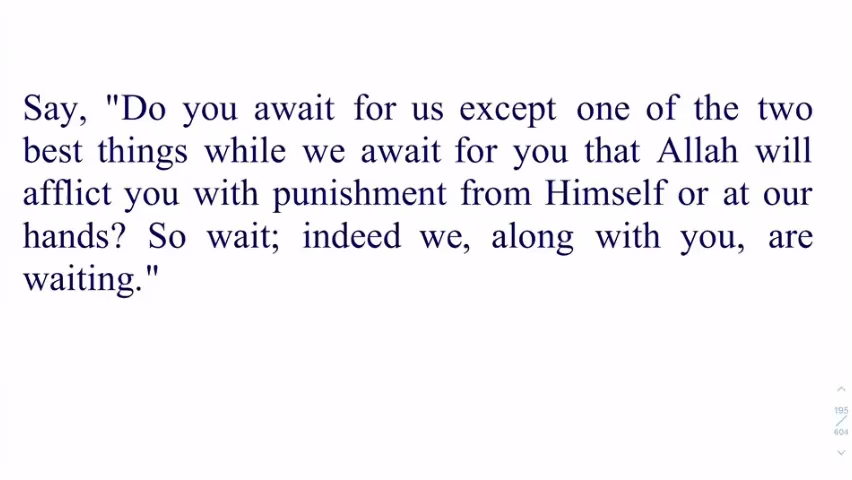 Say, "Do you await for us except one of the two
best things while we await for you that Allah will
afflict you with punishment from Himself or at our
hands? So wait; indeed we, along with you, are
waiting."
195
604